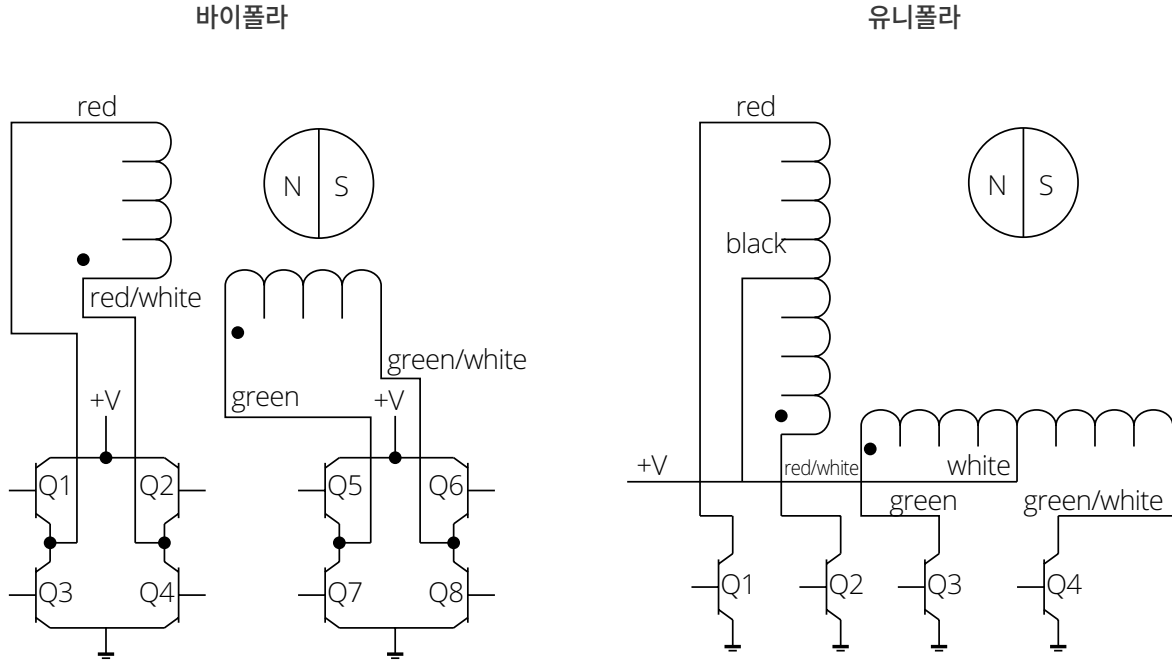 바이폴라
red
N S
red/white
green/white
green
+V
+V
Q1 Q2 Q5 Q6
Q3 Q4 Q7 Q8
유니폴라
red
N S
black
+V
red/white
white
green
green/white
Q1 Q2 Q3 Q4